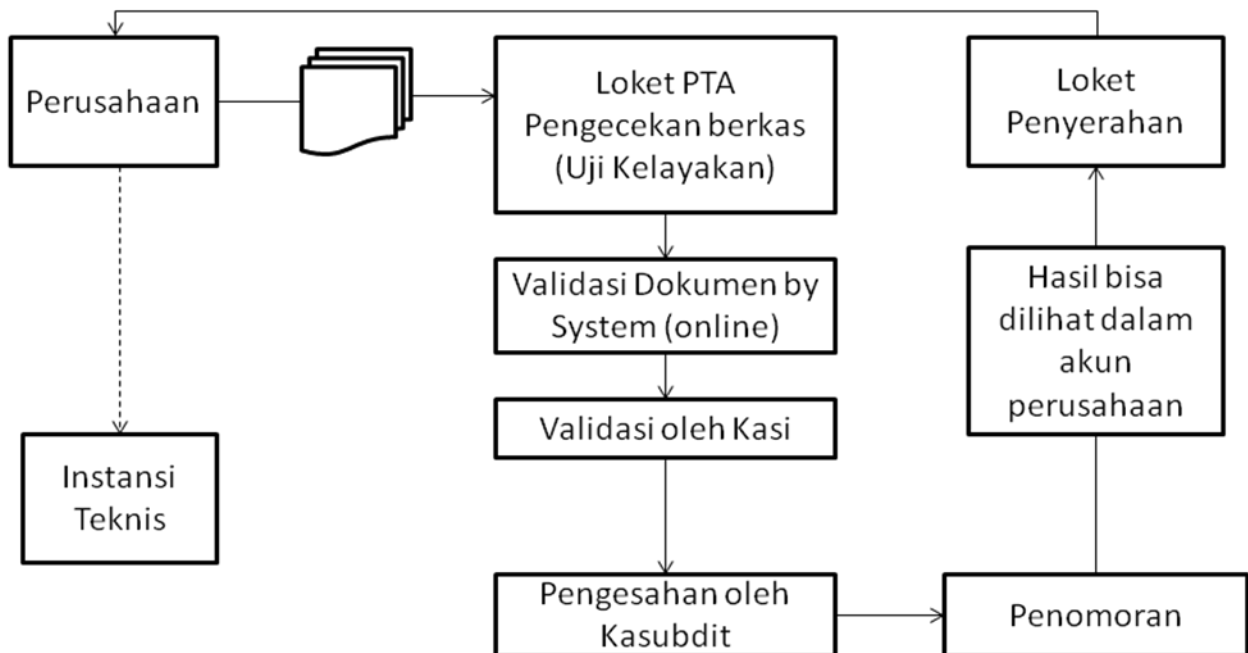 Perusahaan
Loket PTA
Pengecekan berkas
(Uji Kelayakan)
Validasi Dokumen by
System (online)
Validasi oleh Kasi
Pengesahan oleh
Kasubdit
Penomoran
Hasil bisa
dilihat dalam
akun
perusahaan
Loket
Penyerahan
Instansi
Teknis